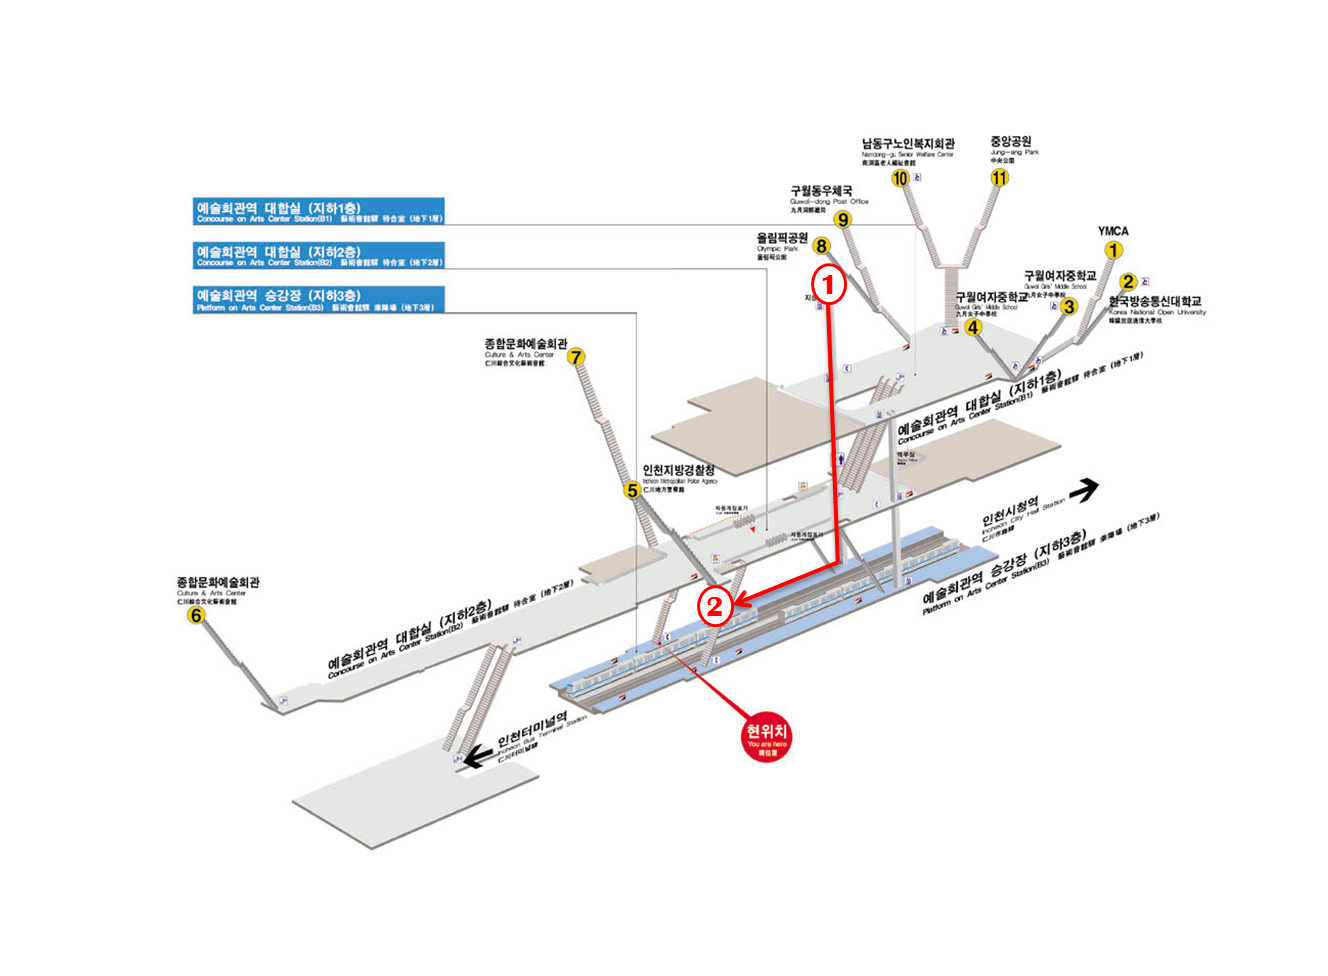 예술회관역 대합실 (지하1층)
Concourse on Arts Center Station(B1) 藝術會館驛 待合室 (地下1層)
예술회관역 대합실 (지하2층)
Concourse on Arts Center Station(B2) 藝術會館驛 待合室 (地下2層)
예술회관역 승강장 (지하3층)
Platform on Arts Center Station(B3) 藝術會館驛 乘降場 (地下3層)
남동구노인복지회관
Namdong-gu Senior Welfare Center
南洞區老人福祉會館
10
중앙공원
Jung-ang Park
中央公園
11
구월동우체국
Guwol-dong Post Office
九月洞郵遞局
9
올림픽공원
Olympic Park
올림픽公園
8
1
YMCA
1
구월여자중학교
Guwol Girls' Middle School
九月女子中學校
3
2
한국방송통신대학교
Korea National Open University
韓國放送通信大學校
구월여자중학교
Guwol Girls' Middle School
九月女子中學校
4
종합문화예술회관
Culture & Arts Center
仁川綜合文化藝術會館
7
예술회관역 대합실 (지하1층)
Concourse on Arts Center Station(B1) 藝術會館驛 待合室 (地下1層)
인천지방경찰청
Incheon Metropolitan Police Agency
仁川地方警察廳
5
역무실
자동개집표기
자동개집표기
인천시청역
Incheon City Hall Station
仁川市廳驛
예술회관역 승강장 (지하3층)
Platform on Arts Center Station(B3) 藝術會館驛 乘降場 (地下3層)
종합문화예술회관
Culture & Arts Center
仁川綜合文化藝術會館
6
2
예술회관역 대합실 (지하2층)
Concourse on Arts Center Station(B2) 藝術會館驛 待合室 (地下2層)
인천터미널역
Incheon Bus Terminal Station
仁川터미널驛
현위치
You are here
現位置